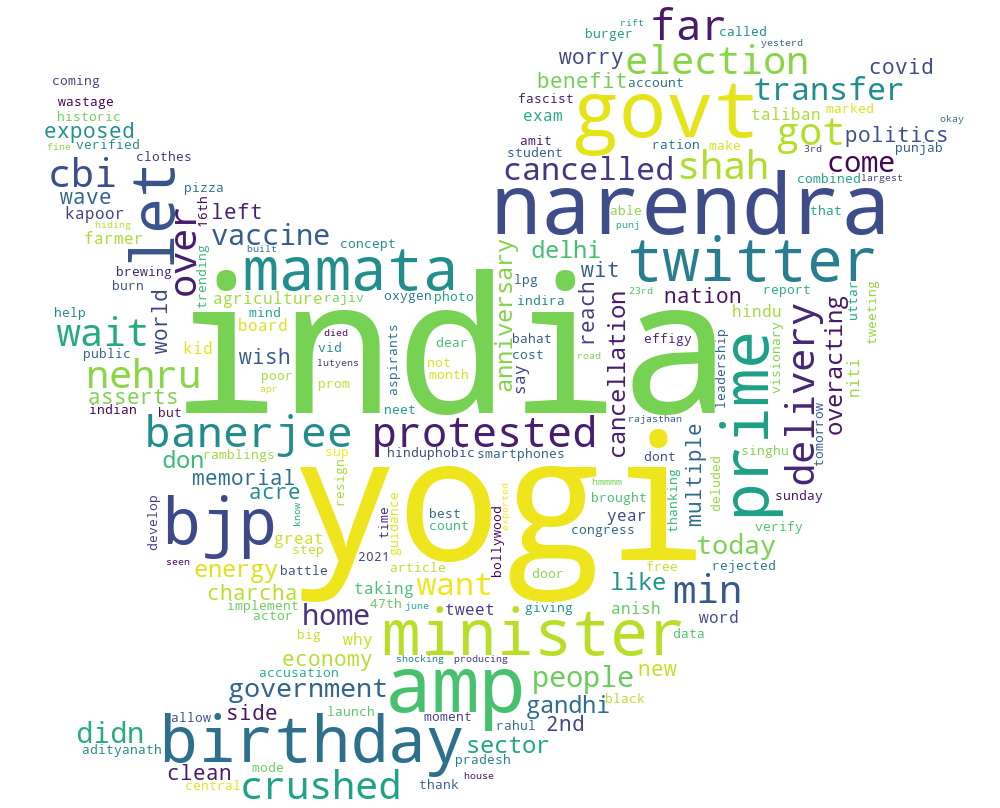 far
called
rift
burger
yesterd
election
worry
covid
coming
benefit
account
transfer
wastage
fascist
govt
taliban
marked
historic
exam
got
okay
exposed
politics
fine
verified
amit
ration
make
punjab
clothes
student
3rd
cbi
let
cancelled
shah
come
combined
largest
wave
pizza
narendra
kapoor
over
16th
left
able
that
hiding
punj
farmer
vaccine
concept
delhi
twitter
brewing
trending
built
mamata
anniversary
reach
wit
burn
world
lpg
nation
23rd
report
uttar
tweeting
agriculture
rajiv
oxygen
photo
indira
cancellation
hindu
help
mind
india
wait
board
died
dear
say
bahat
effigy
prime
leadership
visionary
delivery
overacting
public
kid
wish
vid
lutyens
aspirants
not
cost
road
nehru
poor
prom
month
niti
asserts
apr
neet
indian
but
banerjee
protested
rajasthan
tomorrow
don
ramblings
sup
hinduphobic
smartphones
dont
multiple
singhu
memorial
resign
yogi
hmmmm
thanking
deluded
acre
brought
sunday
develop
bjp
know
time
guidance
best
count
bollywood
exported
year
congress
verify
great
today
seen
step
2021
article
door
free
rejected
energy
battle
taking
want
like
min
charcha
implement
47th
june
tweet
giving
anish
actor
home
word
big
why
minister
data
economy
shocking
producing
new
accusation
amp
people
government
gandhi
black
allow
side
launch
moment
rahul
2nd
didn
birthday
sector
adityanath
pradesh
clean
mode
house
central
crushed
thank